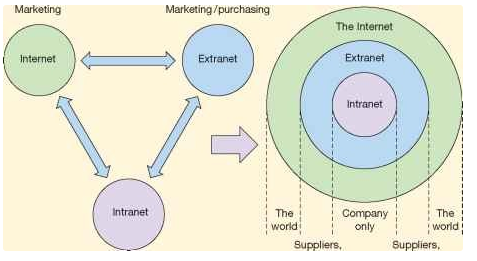 Marketing
Marketing/purchasing
Internet
Extranet
Intranet
The Internet
Extranet
Intranet
The
world
Company
only
The
world
Suppliers,
Suppliers,